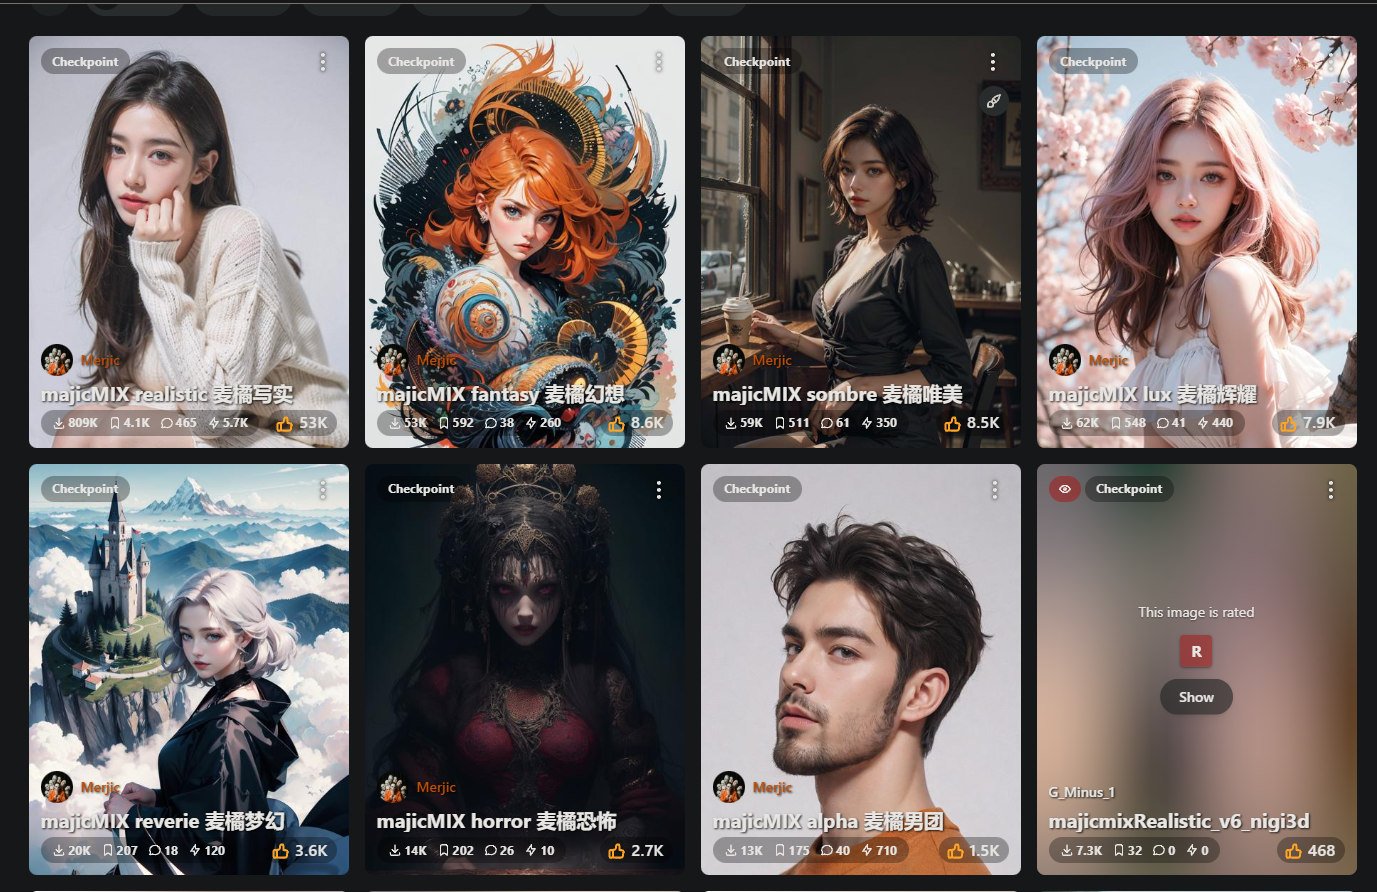 Checkpoint
Merjic
majicMIX realistic 麦橘写实
809K 4.1K 465 5.7K 53K
Checkpoint
Merjic
majicMIX fantasy 麦橘幻想
53K 592 38 260 8.6K
Checkpoint
Merjic
majicMIX sombre 麦橘唯美
59K 511 61 350 8.5K
Checkpoint
Merjic
majicMIX lux 麦橘辉耀
62K 548 41 440 7.9K
Checkpoint
Merjic
majicMIX reverie 麦橘梦幻
20K 207 18 120 3.6K
Checkpoint
Merjic
majicMIX horror 麦橘恐怖
14K 202 26 10 2.7K
Checkpoint
Merjic
majicMIX alpha 麦橘男团
13K 175 40 710 1.5K
Checkpoint
This image is rated
R
Show
G_Minus_1
majicmixRealistic_v6_nigi3d
7.3K 32 0 0 468